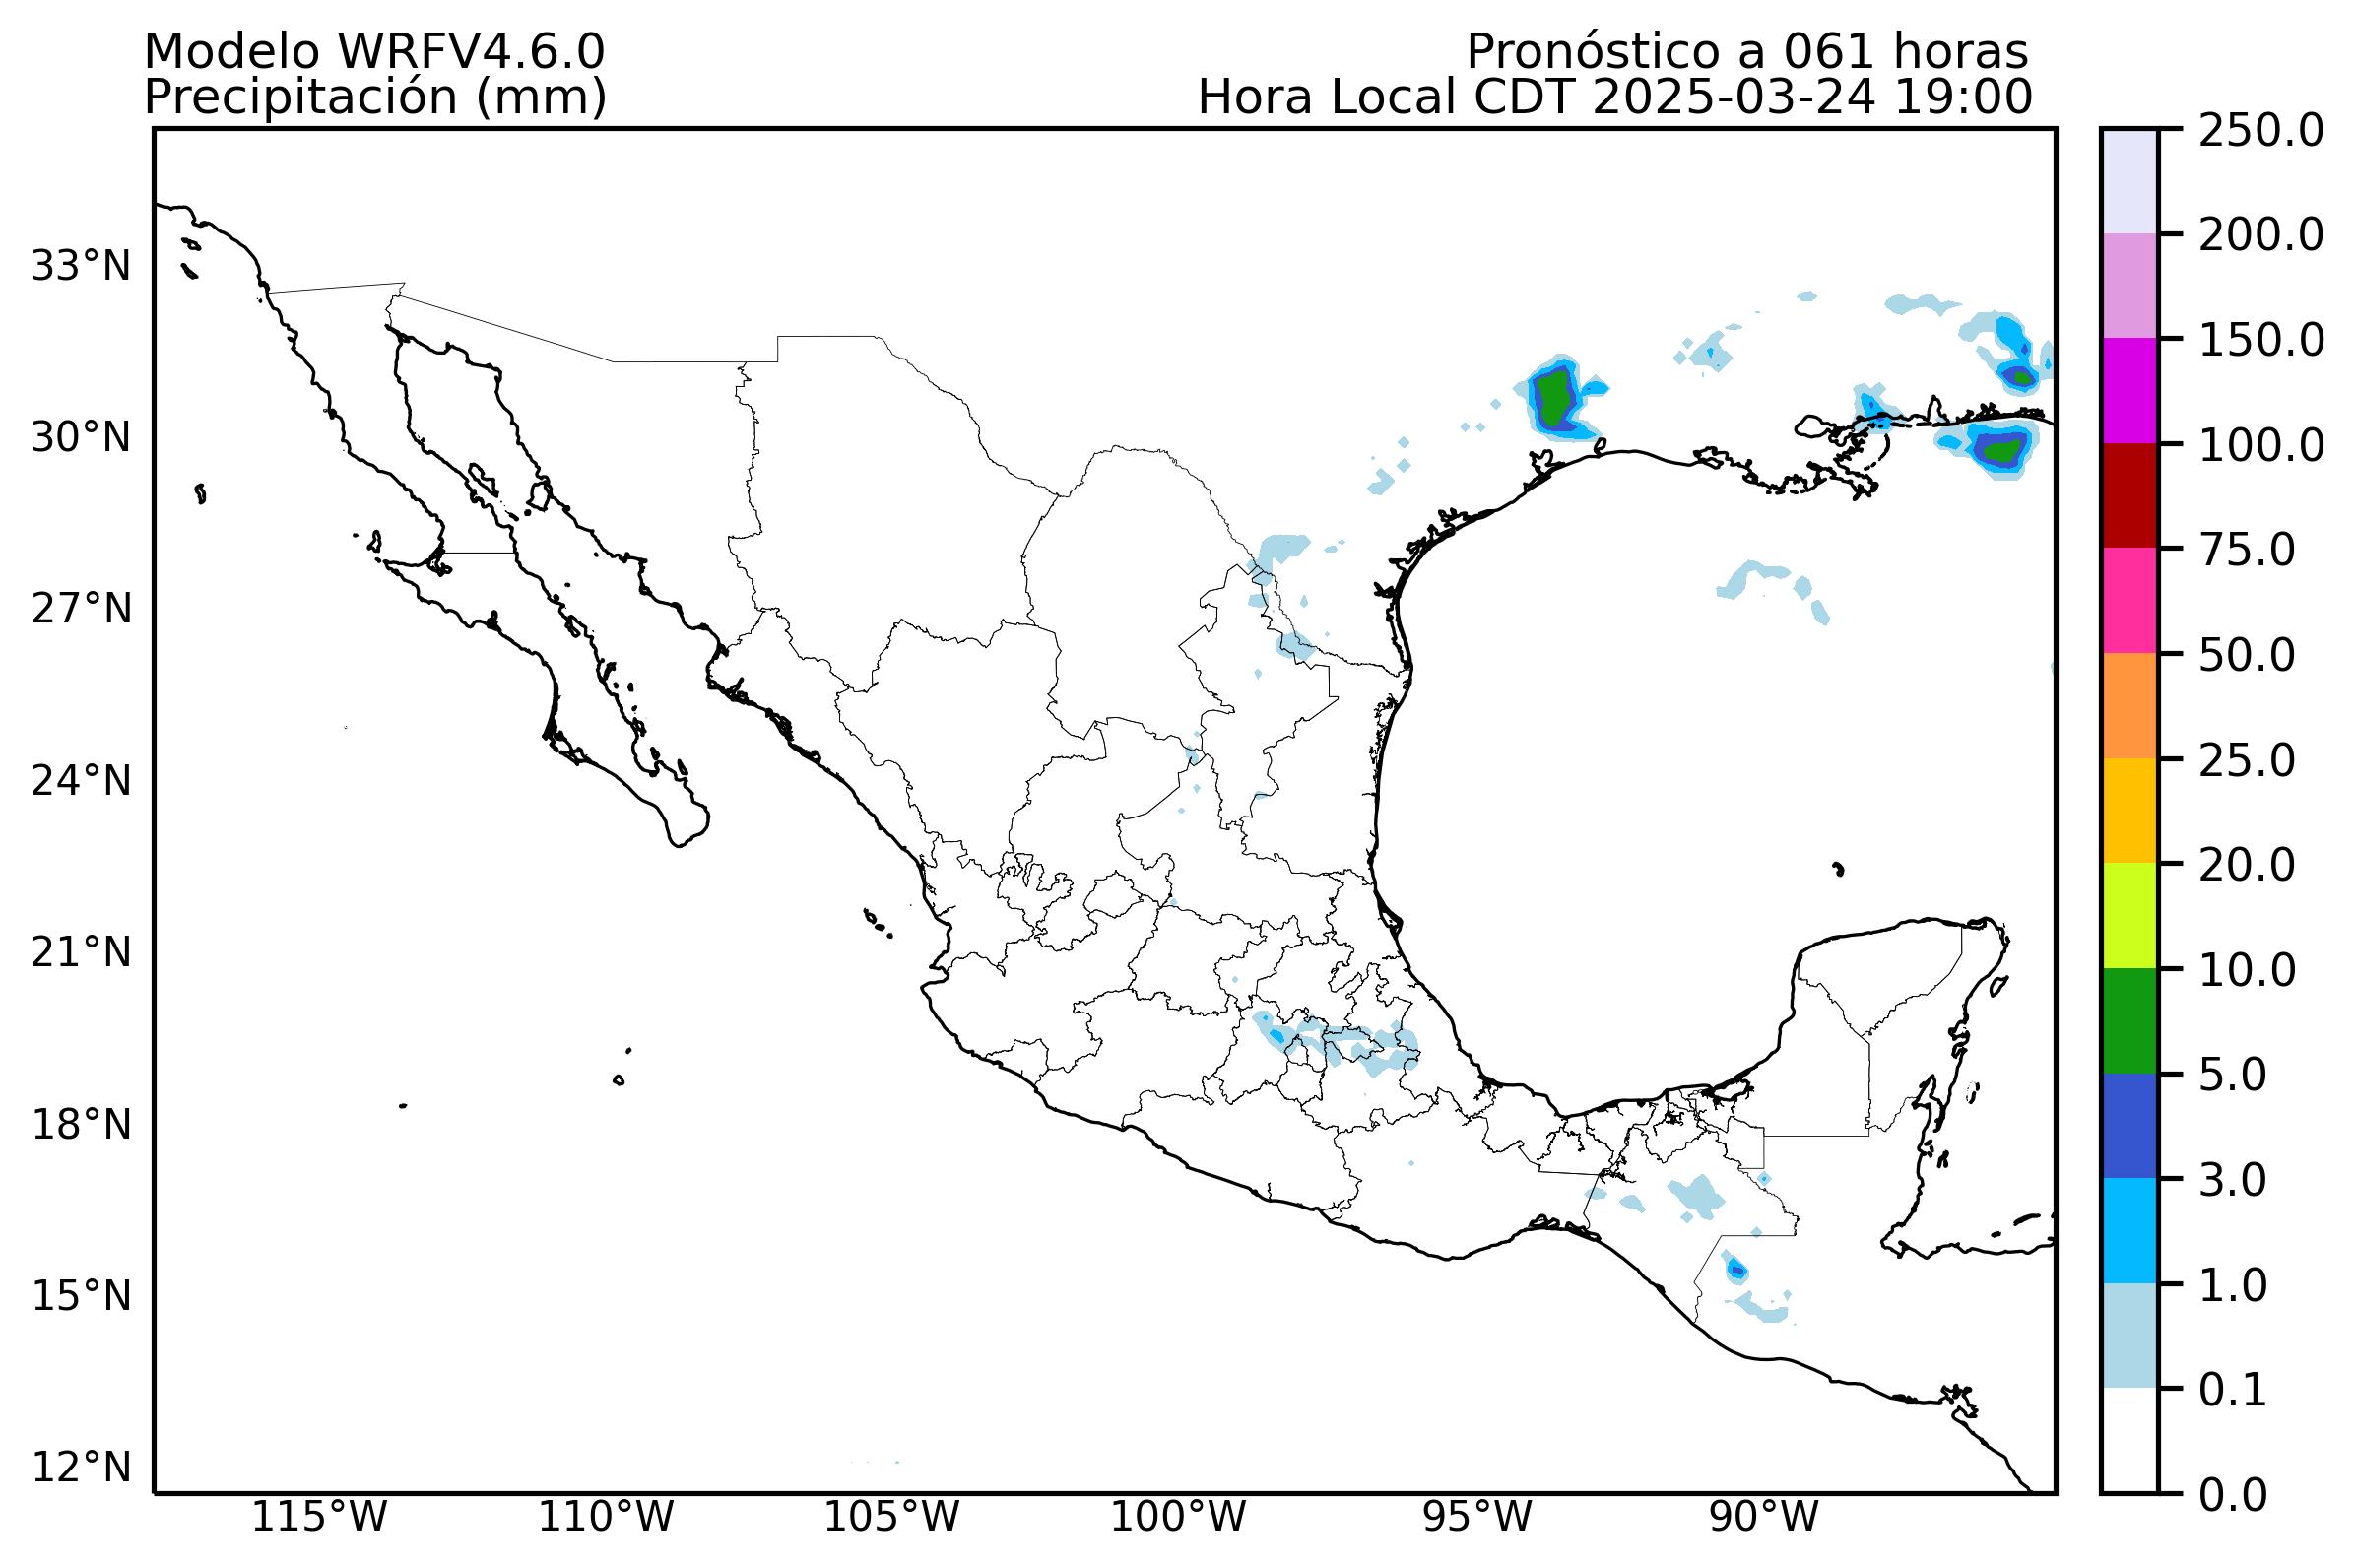 Modelo WRFV4.6.0
Precipitación (mm)
Pronóstico a 061 horas
Hora Local CDT 2025-03-24 19:00
33°N
30°N
27°N
24°N
21°N
18°N
15°N
12°N
115°W
110°W
105°W
100°W
95°W
90°W
250.0
200.0
150.0
100.0
75.0
50.0
25.0
20.0
10.0
5.0
3.0
1.0
0.1
0.0